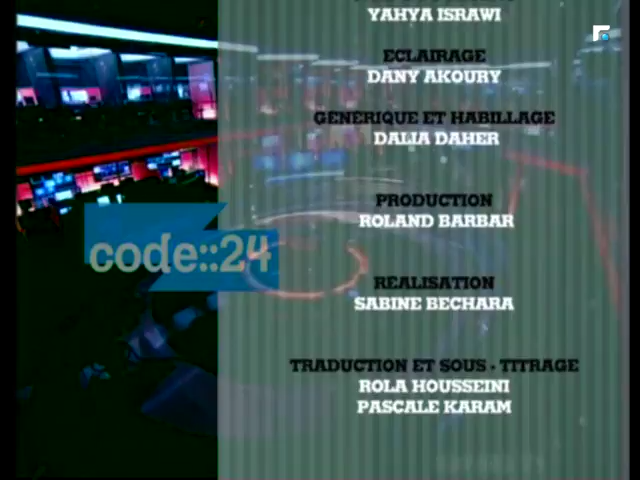 YAHYA ISRAWI
ECLAIRAGE
DANY AKOURY
GENERIQUE ET HABILLAGE
DALIA DAHER
PRODUCTION
ROLAND BARBAR
code::24
REALISATION
SABINE BECHARA
TRADUCTION ET SOUS - TITRAGE
ROLA HOUSSEINI
PASCALE KARAM